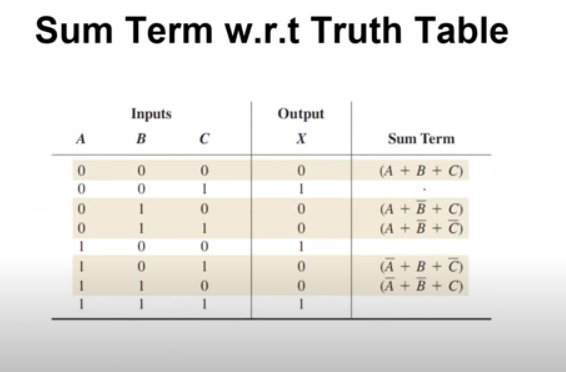 Sum Term w.r.t Truth Table
Inputs Output
A B C X Sum Term
0 0 0 0 (A + B + C)
0 0 1 1
0 1 0 0 (A + B̅ + C)
0 1 1 0 (A + B̅ + C̅)
1 0 0 1
1 0 1 0 (A̅ + B + C̅)
1 1 0 0 (A̅ + B̅ + C)
1 1 1 1